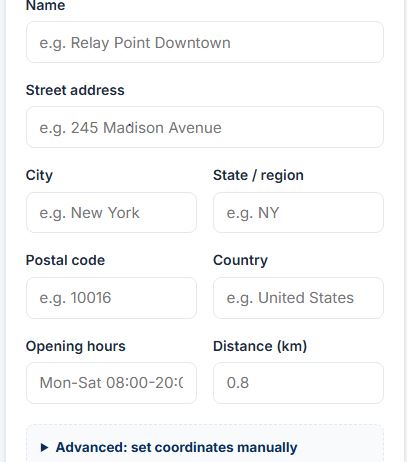 Name
e.g. Relay Point Downtown
Street address
e.g. 245 Madison Avenue
City
State / region
e.g. New York
e.g. NY
Postal code
Country
e.g. 10016
e.g. United States
Opening hours
Distance (km)
Mon-Sat 08:00-20:0
0.8
Advanced: set coordinates manually